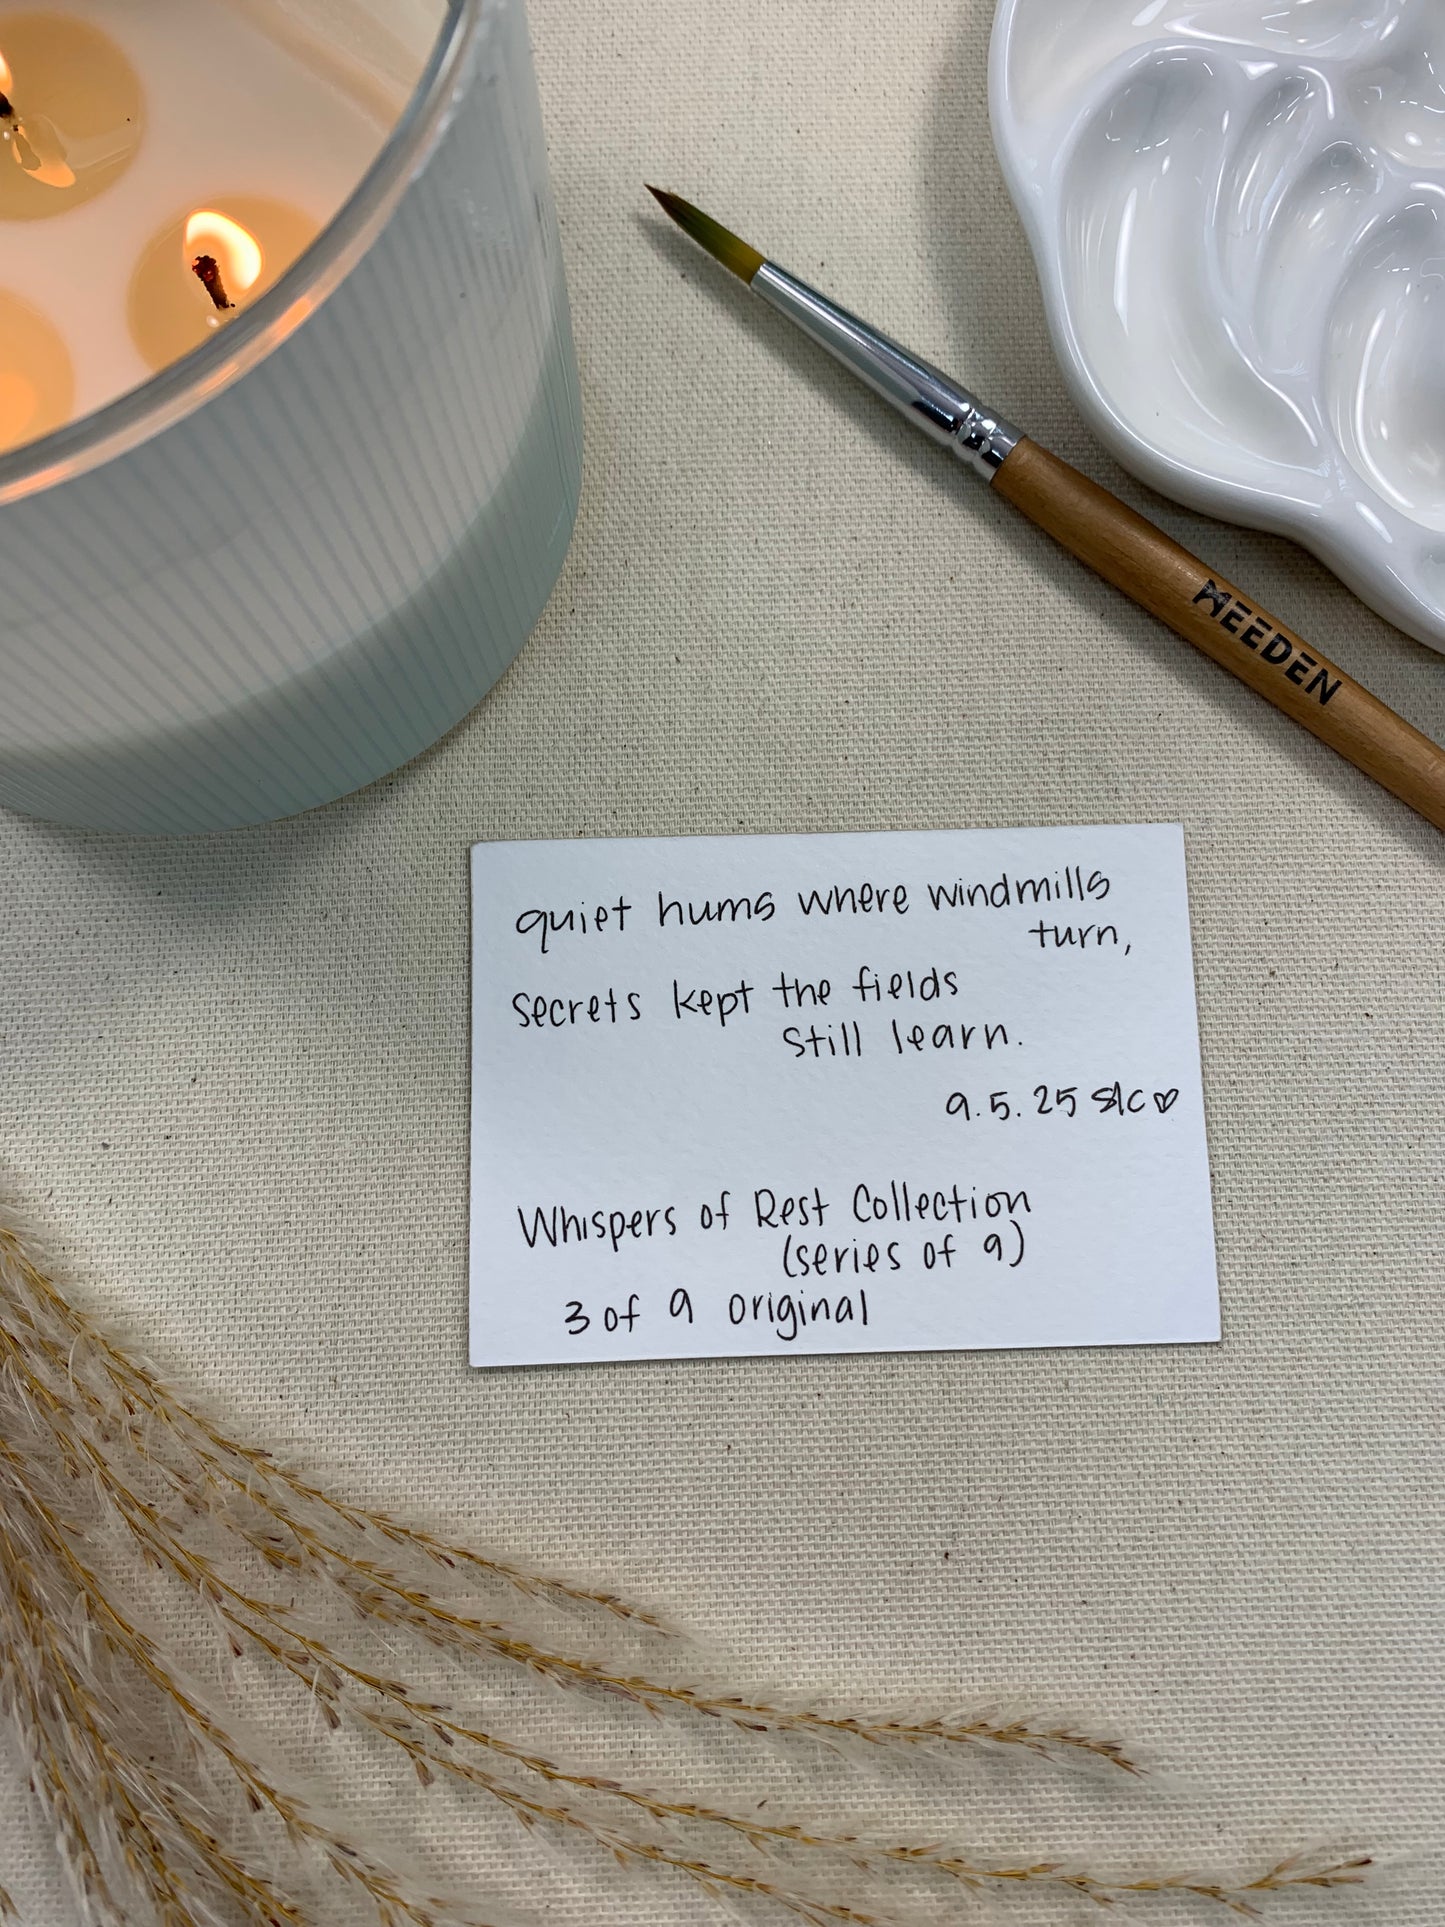 MEEDEN
quiet hums where windmills
turn,
secrets kept the fields
still learn.
9.5.25 slc♡
Whispers of Rest Collection
(series of 9)
3 of 9 original